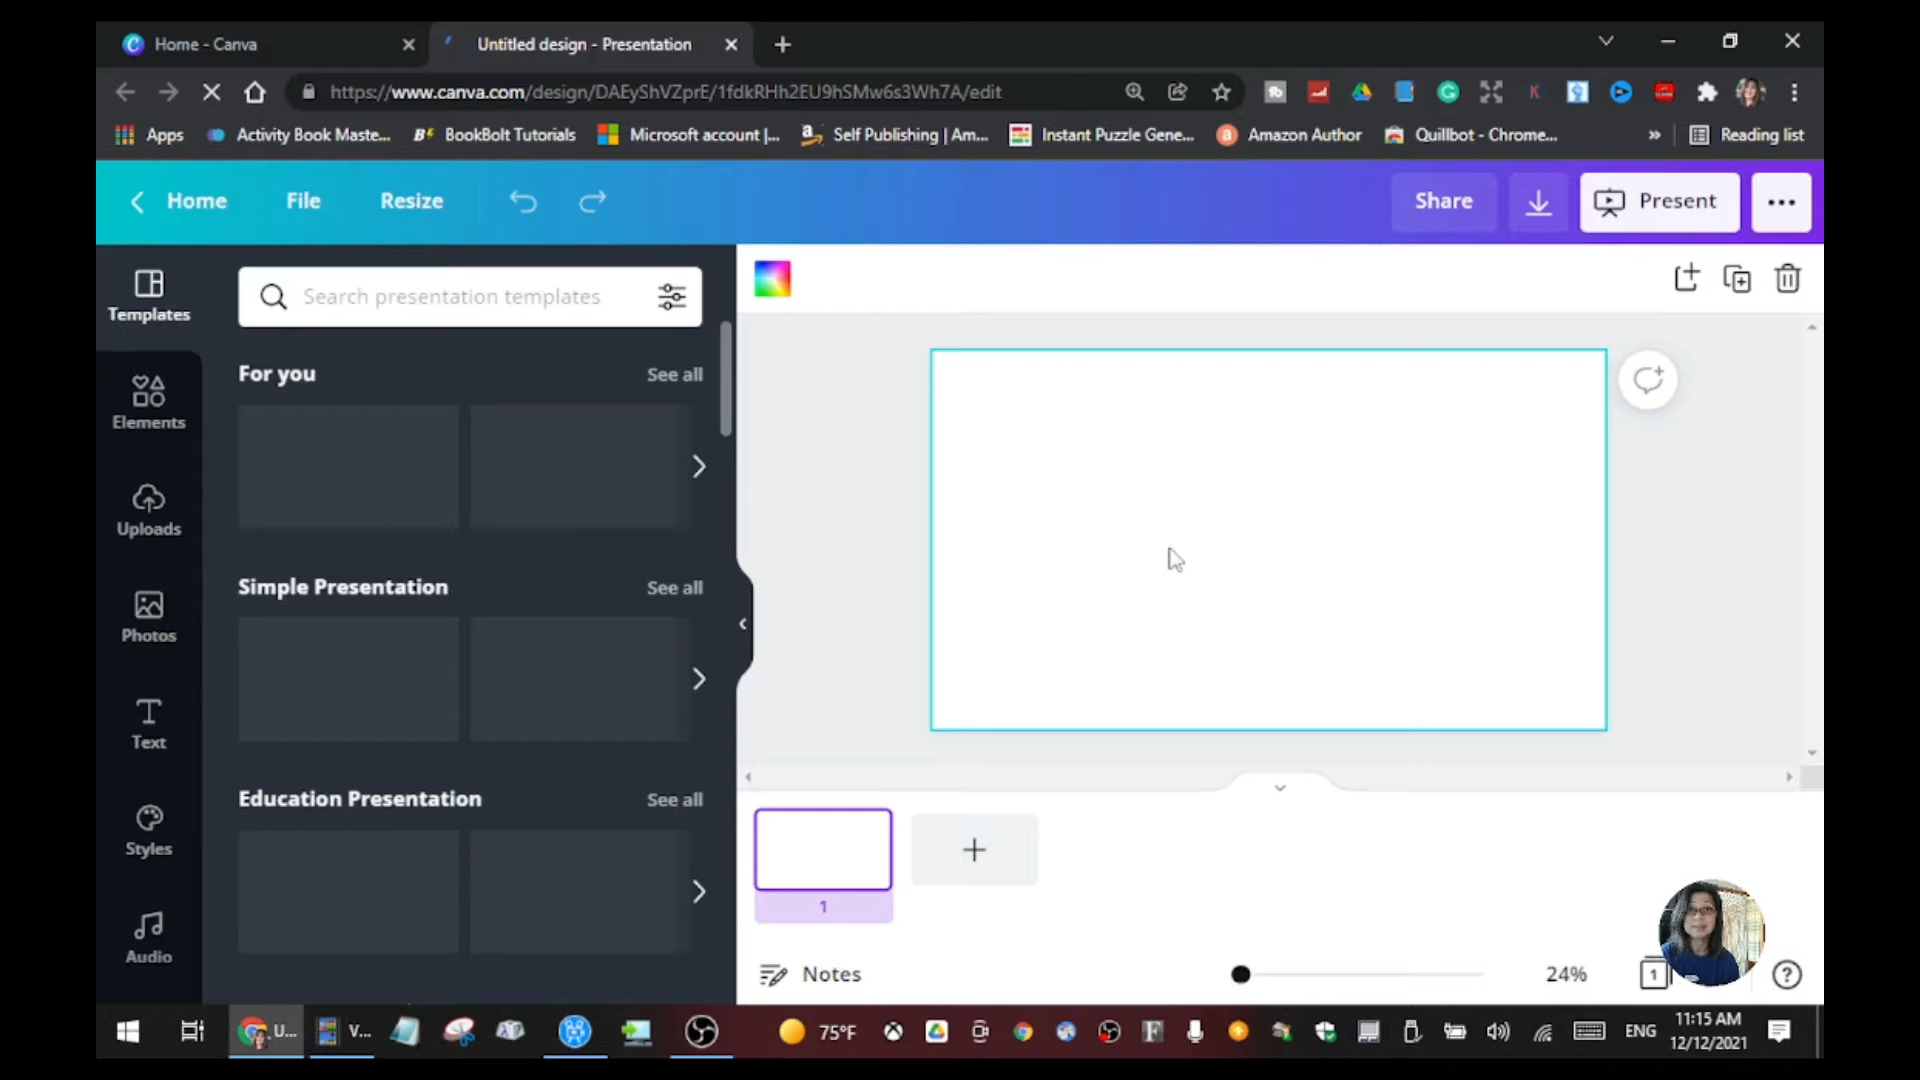 Home - Canva
Untitled design - Presentation
https://www.canva.com/design/DAEyShVZprE/1fdkRHh2EU9hSMw6s3Wh7A/edit
Apps
Activity Book Maste...
BookBolt Tutorials
Microsoft account |...
Self Publishing | Am...
Instant Puzzle Gene...
Amazon Author
Quillbot - Chrome...
»
Reading list
Home
File
Resize
Share
Present
Templates
Elements
Uploads
Photos
Text
Styles
Audio
Search presentation templates
For you
See all
Simple Presentation
See all
Education Presentation
See all
1
Notes
24%
1
U...
V...
75°F
ENG
11:15 AM
12/12/2021